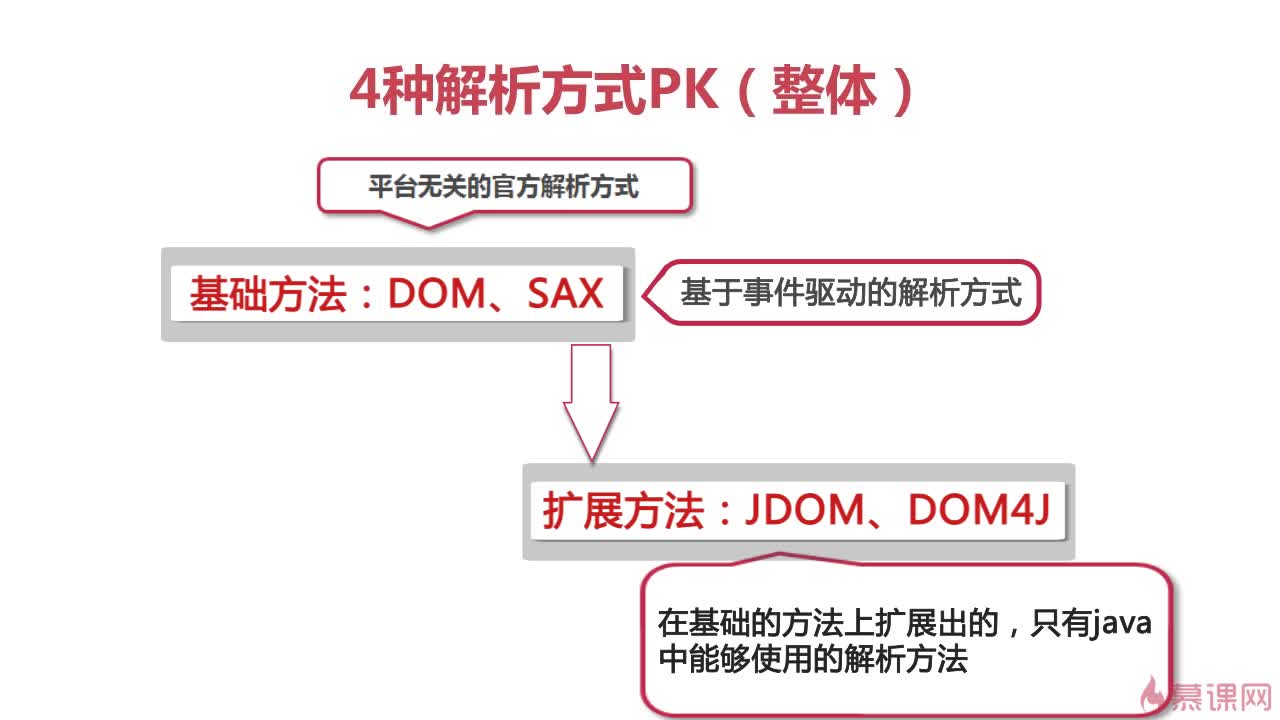 4种解析方式PK（整体）
平台无关的官方解析方式
基础方法：DOM、SAX
基于事件驱动的解析方式
扩展方法：JDOM、DOM4J
在基础的方法上扩展出的，只有java
中能够使用的解析方法
慕课网